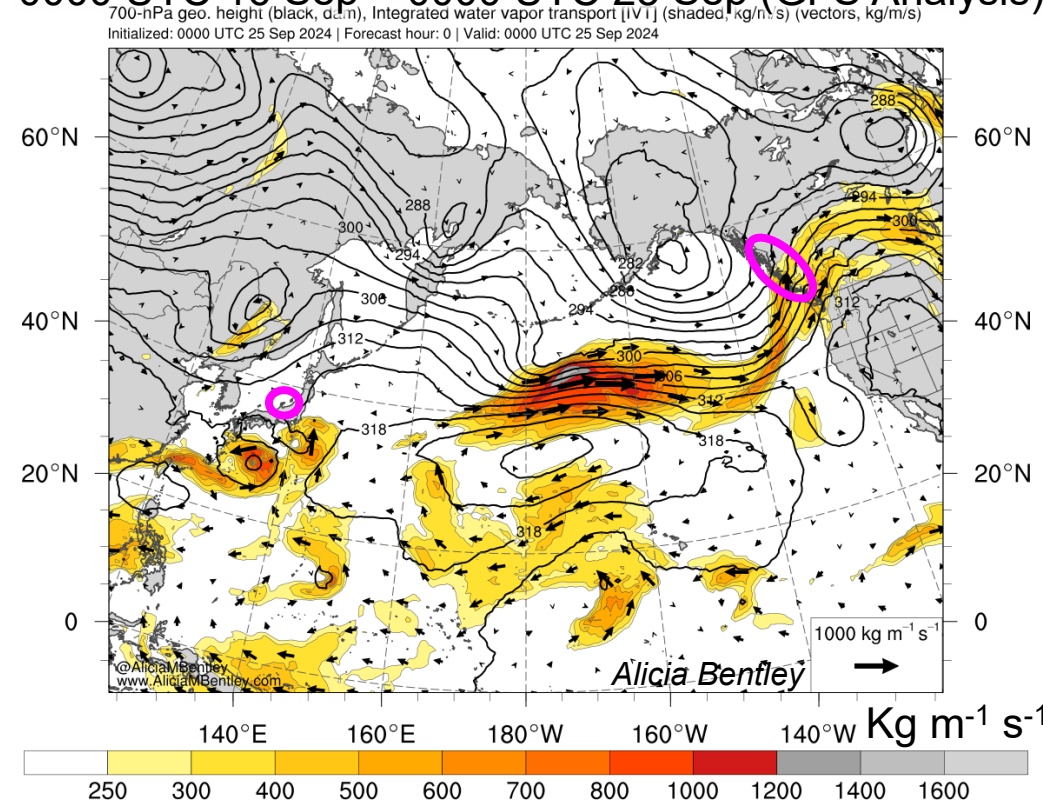 700-hPa geo. height (black, dam), Integrated water vapor transport [IVT] (shaded, kg/m/s) (vectors, kg/m/s)
Initialized: 0000 UTC 25 Sep 2024 | Forecast hour: 0 | Valid: 0000 UTC 25 Sep 2024
288
60°N
60°N
294
288
300
300
294
282
288
306
294
312
40°N
312
40°N
300
306
312
318
318
20°N
20°N
318
0
0
1000 kg m⁻¹ s⁻¹
@AliciaMBentley
www.AliciaMBentley.com
Alicia Bentley
140°E
160°E
180°
160°W
140°W
Kg m⁻¹ s⁻¹
250 300 400 500 600 700 800 1000 1200 1400 1600